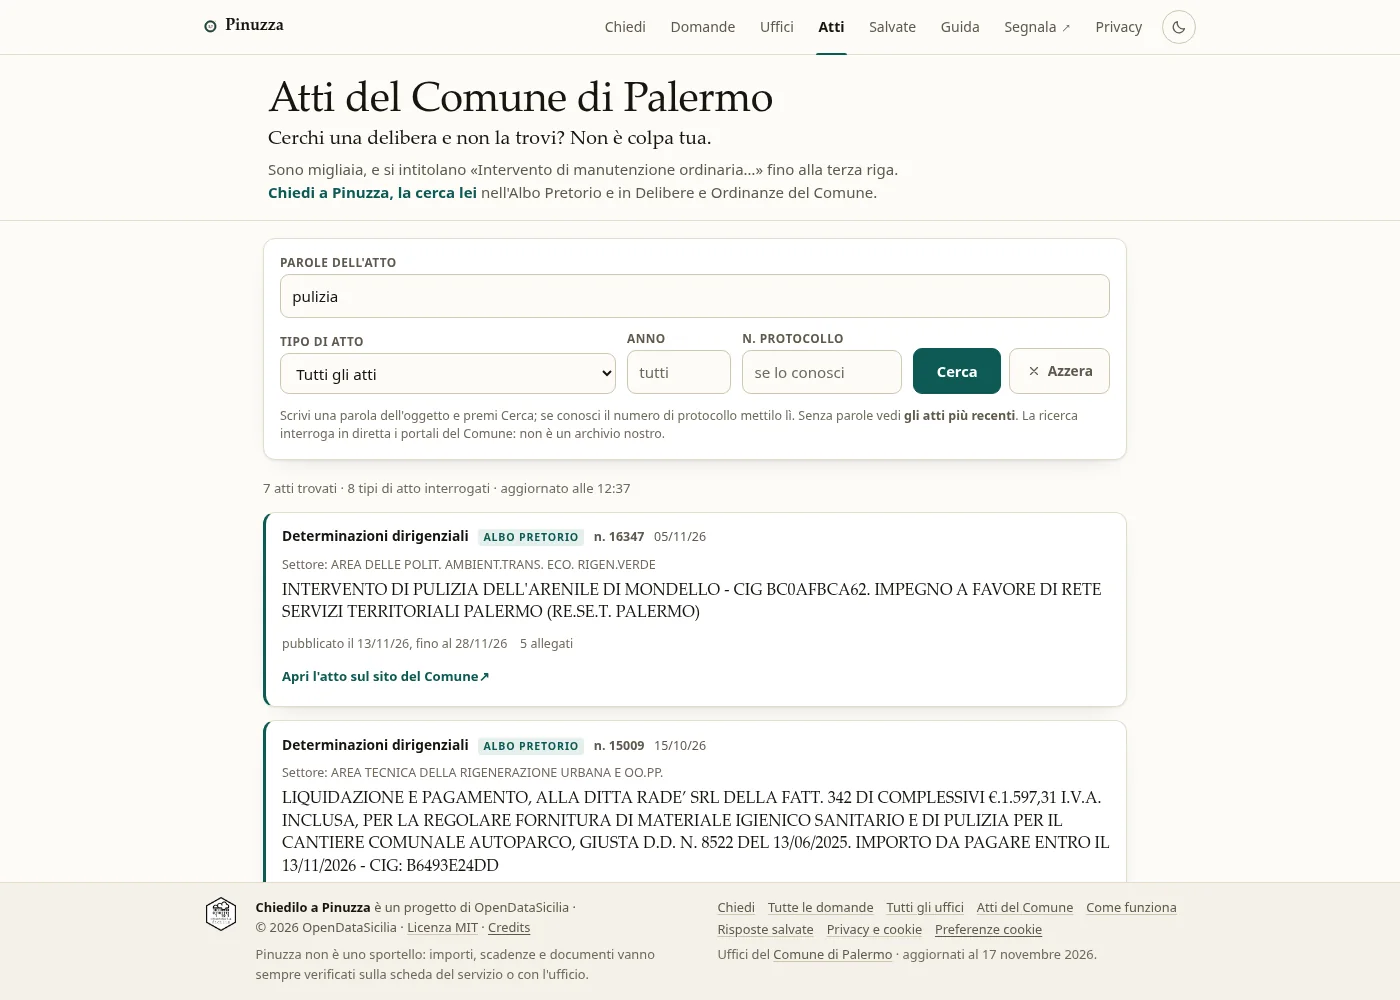 Pinuzza
Chiedi Domande Uffici Atti Salvate Guida Segnala ↗ Privacy
Atti del Comune di Palermo
Cerchi una delibera e non la trovi? Non è colpa tua.
Sono migliaia, e si intitolano «Intervento di manutenzione ordinaria…» fino alla terza riga.
Chiedi a Pinuzza, la cerca lei nell'Albo Pretorio e in Delibere e Ordinanze del Comune.
PAROLE DELL'ATTO
pulizia
TIPO DI ATTO ANNO N. PROTOCOLLO
Tutti gli atti tutti se lo conosci Cerca × Azzera
Scrivi una parola dell'oggetto e premi Cerca; se conosci il numero di protocollo mettilo lì. Senza parole vedi gli atti più recenti. La ricerca
interroga in diretta i portali del Comune: non è un archivio nostro.
7 atti trovati · 8 tipi di atto interrogati · aggiornato alle 12:37
Determinazioni dirigenziali ALBO PRETORIO n. 16347 05/11/26
Settore: AREA DELLE POLIT. AMBIENT.TRANS. ECO. RIGEN.VERDE
INTERVENTO DI PULIZIA DELL'ARENILE DI MONDELLO - CIG BC0AFBCA62. IMPEGNO A FAVORE DI RETE
SERVIZI TERRITORIALI PALERMO (RE.SE.T. PALERMO)
pubblicato il 13/11/26, fino al 28/11/26 5 allegati
Apri l'atto sul sito del Comune↗
Determinazioni dirigenziali ALBO PRETORIO n. 15009 15/10/26
Settore: AREA TECNICA DELLA RIGENERAZIONE URBANA E OO.PP.
LIQUIDAZIONE E PAGAMENTO, ALLA DITTA RADE’ SRL DELLA FATT. 342 DI COMPLESSIVI €.1.597,31 I.V.A.
INCLUSA, PER LA REGOLARE FORNITURA DI MATERIALE IGIENICO SANITARIO E DI PULIZIA PER IL
CANTIERE COMUNALE AUTOPARCO, GIUSTA D.D. N. 8522 DEL 13/06/2025. IMPORTO DA PAGARE ENTRO IL
13/11/2026 - CIG: B6493E24DD
Chiedilo a Pinuzza è un progetto di OpenDataSicilia ·
© 2026 OpenDataSicilia · Licenza MIT · Credits
Pinuzza non è uno sportello: importi, scadenze e documenti vanno
sempre verificati sulla scheda del servizio o con l'ufficio.
Chiedi Tutte le domande Tutti gli uffici Atti del Comune Come funziona
Risposte salvate Privacy e cookie Preferenze cookie
Uffici del Comune di Palermo · aggiornati al 17 novembre 2026.